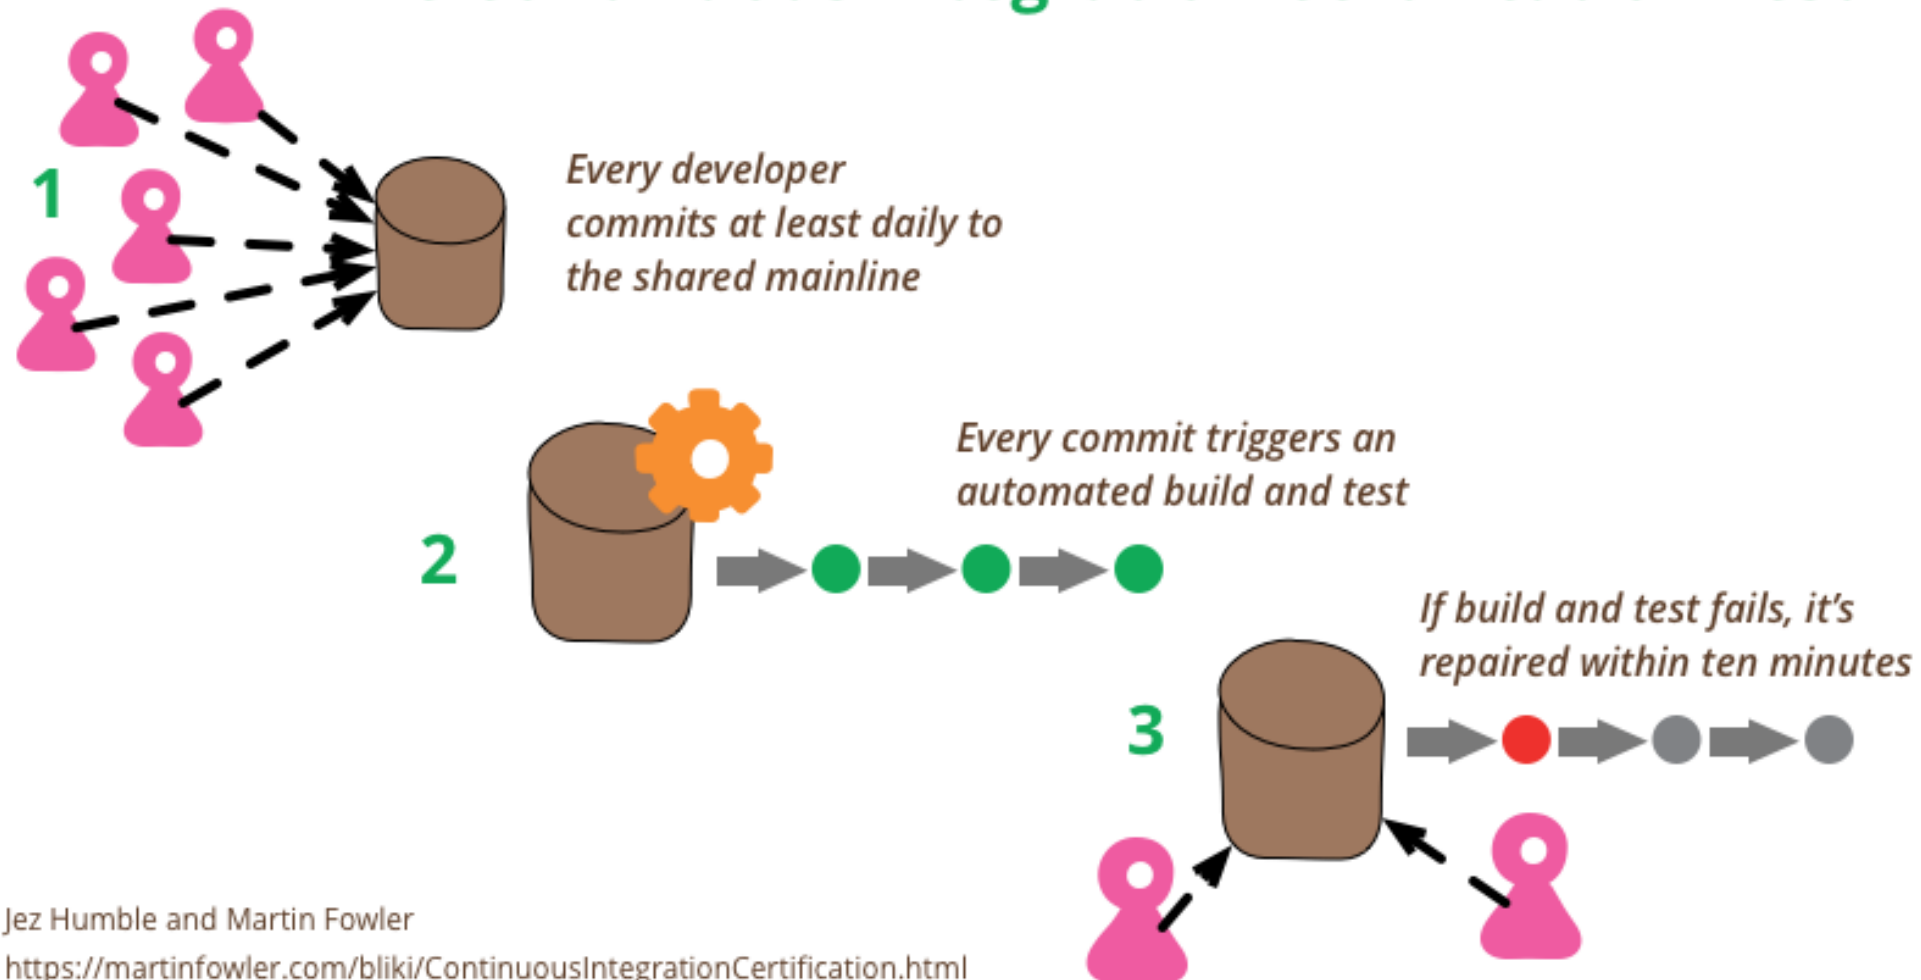 1
Every developer
commits at least daily to
the shared mainline
2
Every commit triggers an
automated build and test
3
If build and test fails, it's
repaired within ten minutes
Jez Humble and Martin Fowler
https://martinfowler.com/bliki/ContinuousIntegrationCertification.html